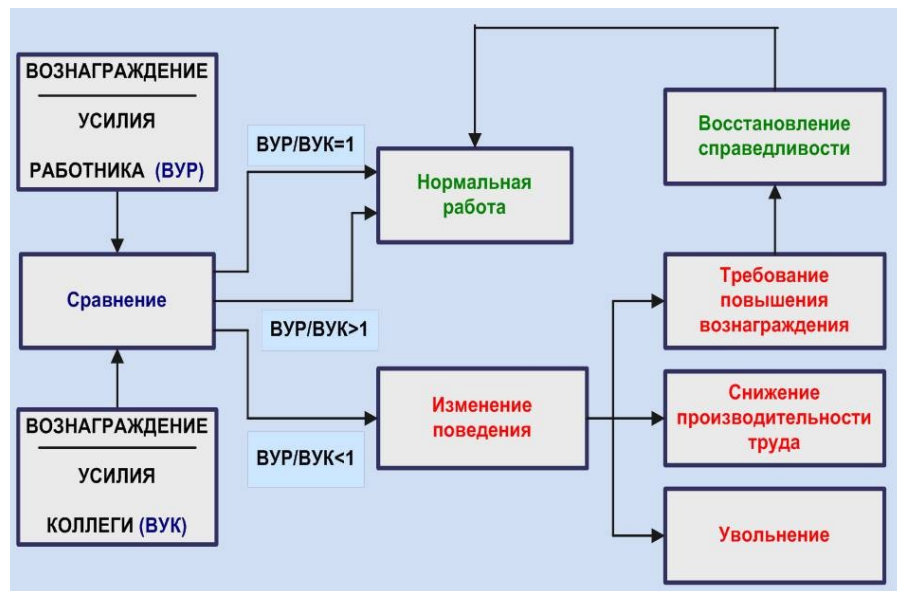 ВОЗНАГРАЖДЕНИЕ
УСИЛИЯ
РАБОТНИКА (ВУР)
Сравнение
ВОЗНАГРАЖДЕНИЕ
УСИЛИЯ
КОЛЛЕГИ (ВУК)
ВУР/ВУК=1
ВУР/ВУК>1
ВУР/ВУК<1
Нормальная
работа
Изменение
поведения
Восстановление
справедливости
Требование
повышения
вознаграждения
Снижение
производительности
труда
Увольнение